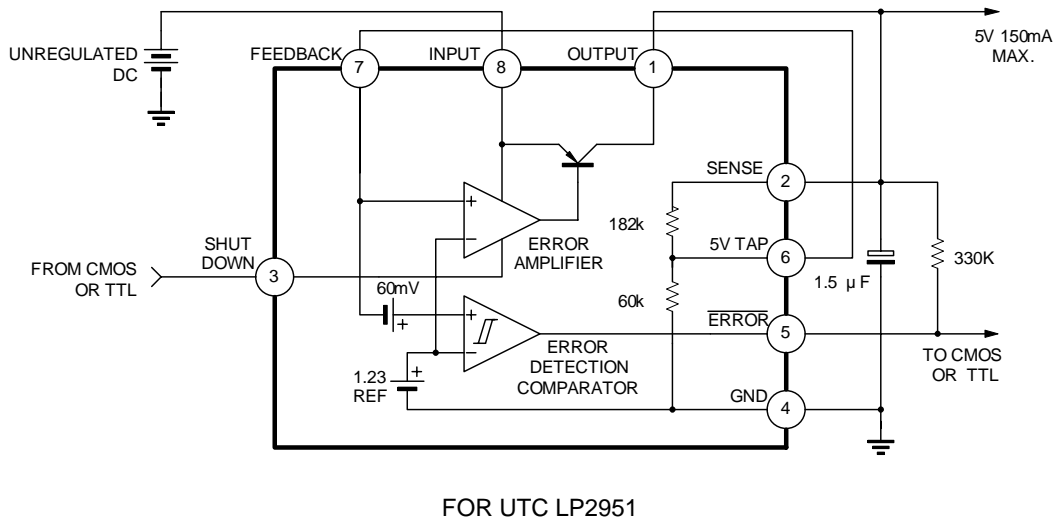 UNREGULATED
DC
FEEDBACK
7
INPUT
8
OUTPUT
1
5V 150mA
MAX.
SENSE
2
182k
+
-
ERROR
AMPLIFIER
SHUT
DOWN
3
FROM CMOS
OR TTL
5V TAP
6
330K
1.5 μF
60k
60mV
+
+
-
ERROR
5
ERROR
DETECTION
COMPARATOR
TO CMOS
OR TTL
1.23
REF
+
GND
4
FOR UTC LP2951